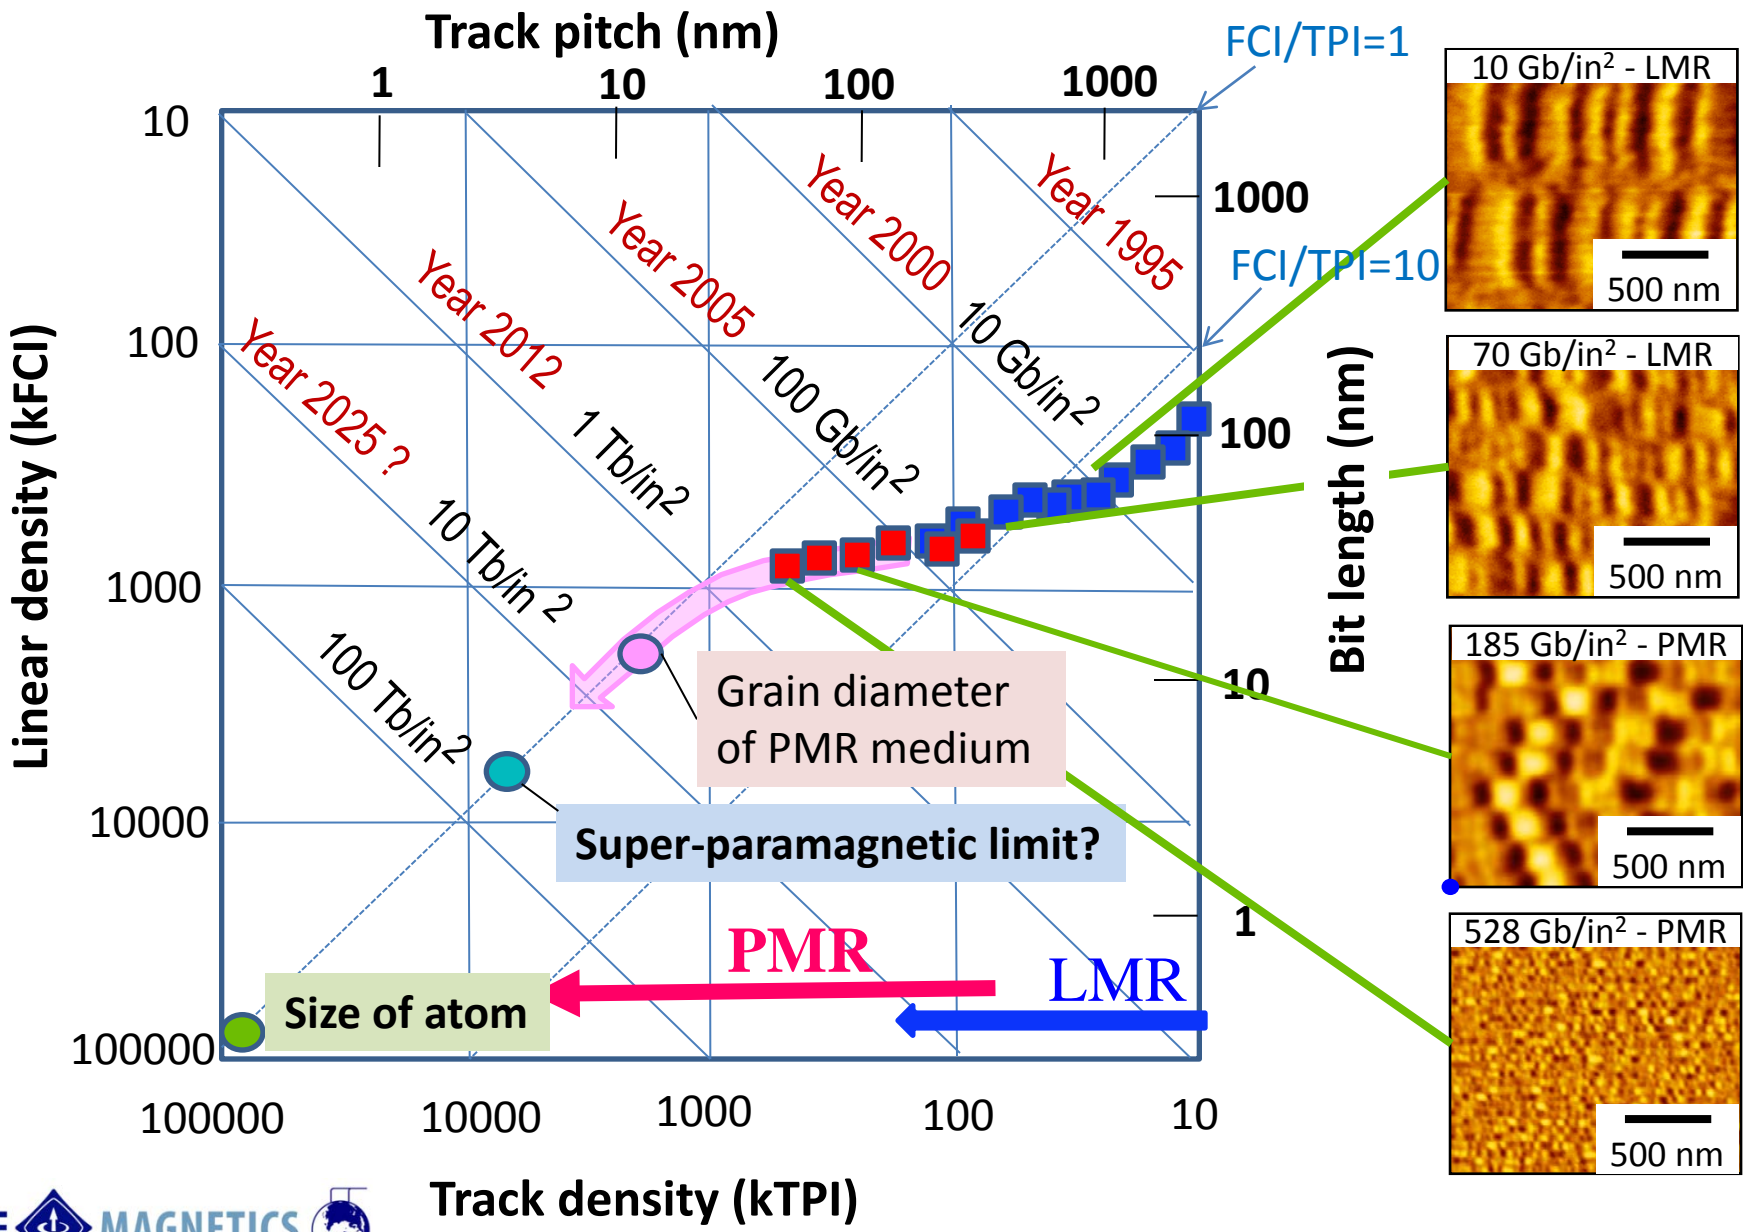 Track pitch (nm)
1
10
100
1000
FCI/TPI=1
FCI/TPI=10
10
100
1000
10000
100000
Linear density (kFCI)
Year 1995
Year 2000
Year 2005
Year 2012
Year 2025 ?
10 Gb/in2
100 Gb/in2
1 Tb/in2
10 Tb/in 2
100 Tb/in2
1000
100
10
1
Bit length (nm)
Grain diameter
of PMR medium
Super-paramagnetic limit?
Size of atom
PMR
LMR
100000
10000
1000
100
10
Track density (kTPI)
10 Gb/in2 - LMR
500 nm
70 Gb/in2 - LMR
500 nm
185 Gb/in2 - PMR
500 nm
528 Gb/in2 - PMR
500 nm
MAGNETICS